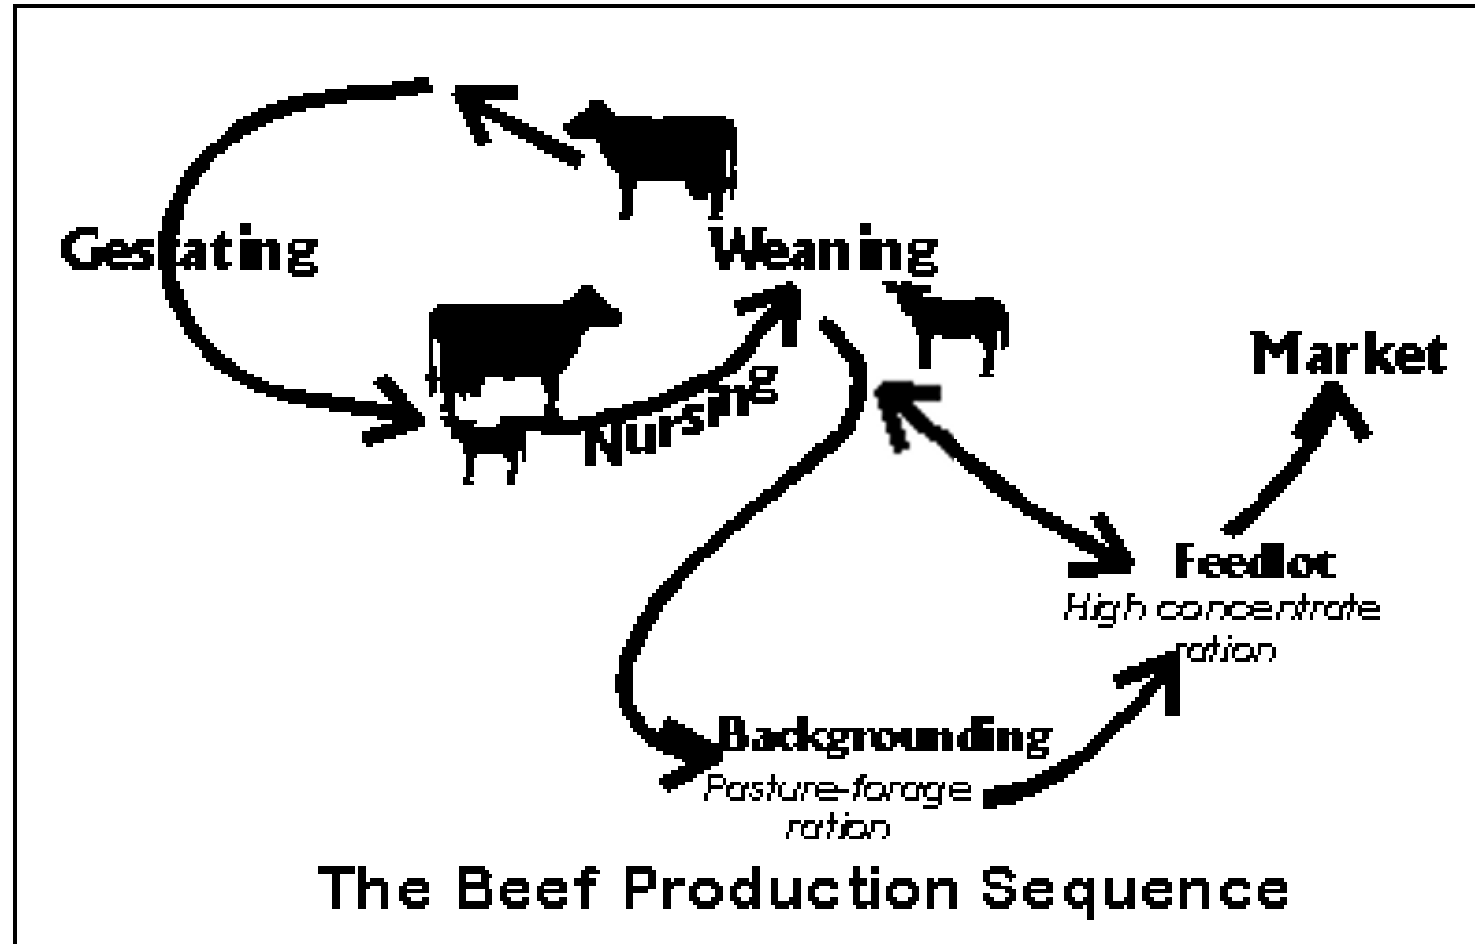 Gestating
Weaning
Nursing
Market
Feedlot
High concentrate
ration
Backgrounding
Pasture-forage
ration
The Beef Production Sequence